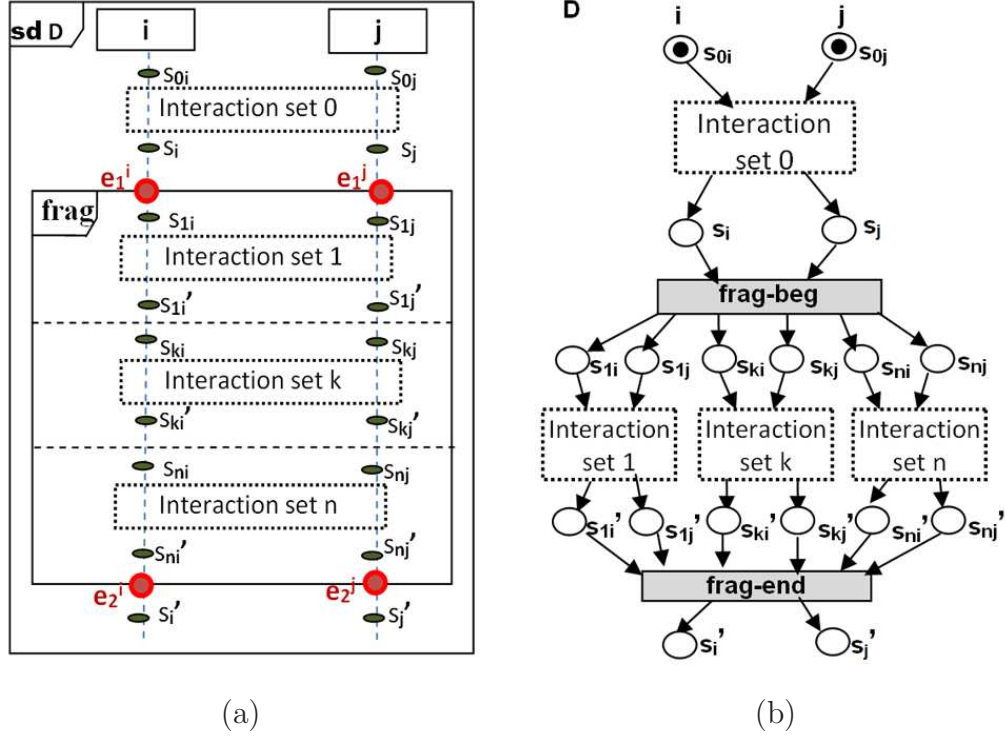 sd D
i
j
S0i
S0j
Interaction set 0
Si
Sj
e1i
e1j
frag
S1i
S1j
Interaction set 1
S1i’
S1j’
Ski
Skj
Interaction set k
Ski’
Skj’
Sni
Snj
Interaction set n
Sni’
Snj’
e2i
e2j
Si’
Sj’
(a)
D
i
j
S0i
S0j
Interaction
set 0
Si
Sj
frag-beg
S1i
S1j
Ski
Skj
Sni
Snj
Interaction
set 1
Interaction
set k
Interaction
set n
S1i’
S1j’
Ski’
Skj’
Sni’
Snj’
frag-end
Si’
Sj’
(b)